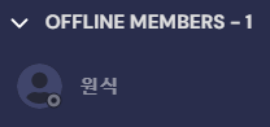 OFFLINE MEMBERS – 1
원식